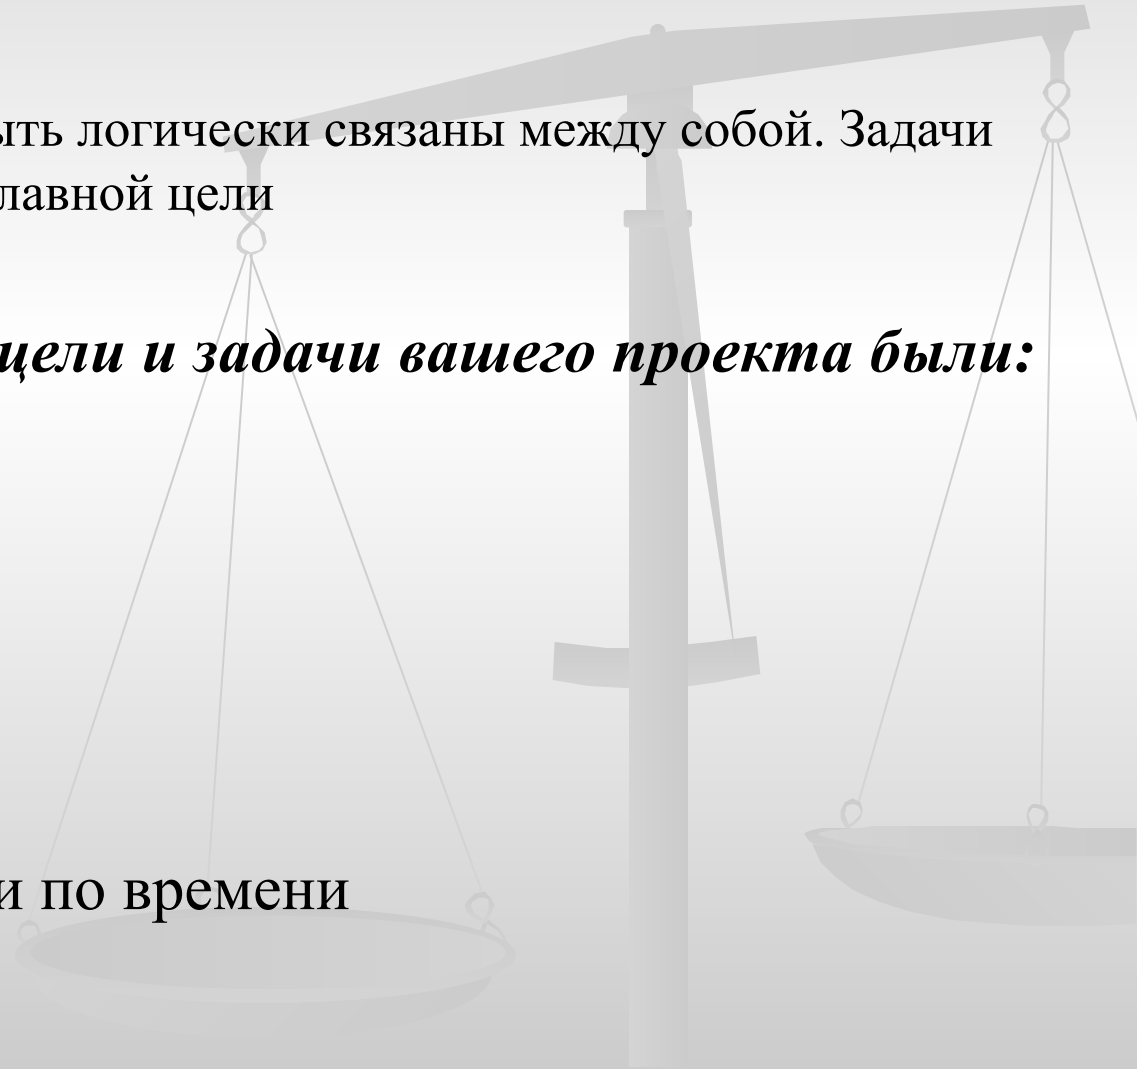 ыть логически связаны между собой. Задачи
лавной цели
цели и задачи вашего проекта были:
и по времени